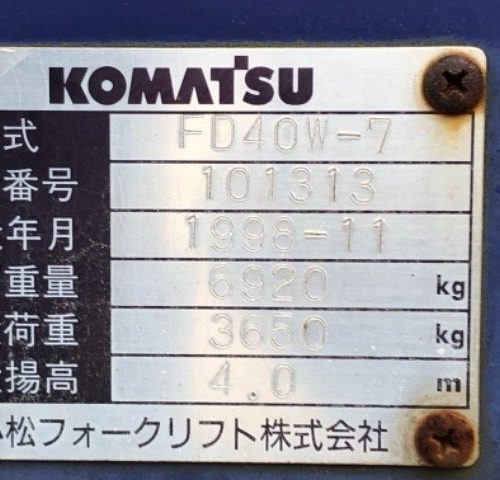 KOMATSU
式 FD40W-7
番号 101313
年月 1998-11
重量 6920 kg
荷重 3650 kg
揚高 4.0 m
小松フォークリフト株式会社